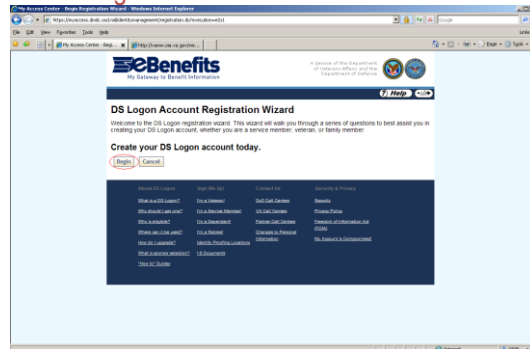 My Access Center - Begin Registration Wizard - Windows Internet Explorer
Google
File Edit View Favorites Tools Help
Links
My Access Center - Begi...
eBenefits
My Gateway to Benefit Information
A Service of the Department
of Veterans Affairs and the
Department of Defense
Help
DS Logon Account Registration Wizard
Welcome to the DS Logon registration wizard. This wizard will walk you through a series of questions to best assist you in
creating your DS Logon account, whether you are a service member, veteran, or family member.
Create your DS Logon account today.
Begin Cancel
About DS Logon Sign Me Up! Contact Us Security & Privacy
What is a DS Logon? I'm a Veteran! DoD Call Centers Security
Why should I get one? I'm a Service Member! VA Call Centers Privacy Policy
Who is eligible? I'm a Dependent! Partner Call Centers Freedom of Information Act
Where can it be used? I'm a Retiree! Changes to Personal (FOIA)
How do I upgrade? Identity Proofing Locations Information My Account is Compromised!
What is sponsor selection? I-9 Documents
"How to" Guides